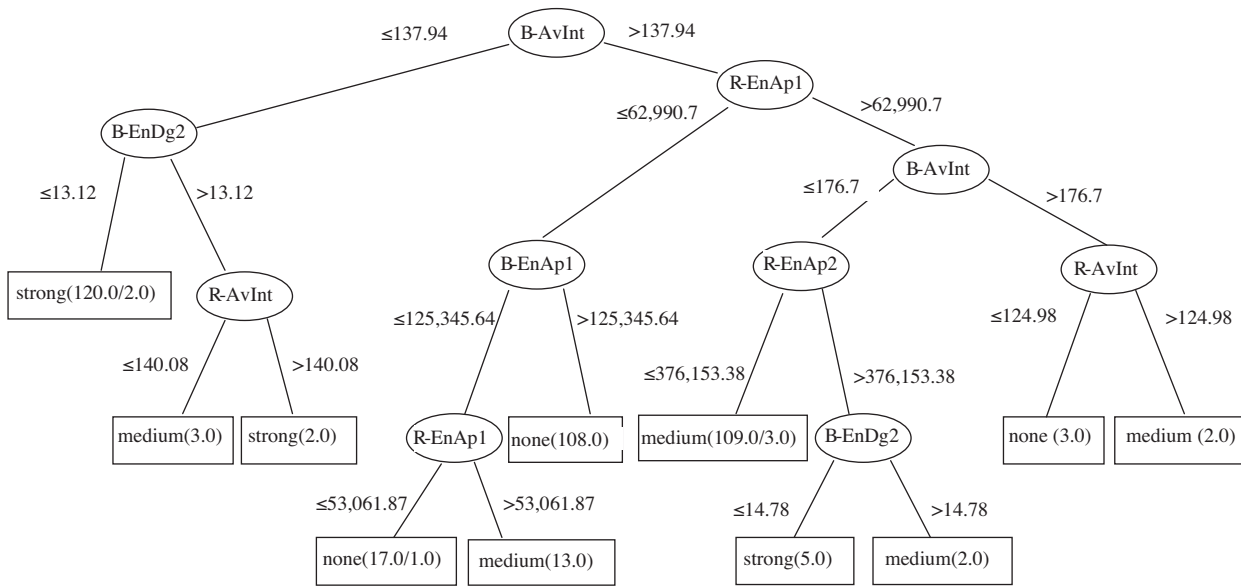 B-AvInt
≤137.94
>137.94
R-EnAp1
≤62,990.7
>62,990.7
B-EnDg2
B-AvInt
≤13.12
>13.12
≤176.7
>176.7
B-EnAp1
R-EnAp2
R-AvInt
strong(120.0/2.0)
R-AvInt
≤125,345.64
>125,345.64
≤124.98
>124.98
≤140.08
>140.08
≤376,153.38
>376,153.38
medium(3.0)
strong(2.0)
R-EnAp1
none(108.0)
medium(109.0/3.0)
B-EnDg2
none (3.0)
medium (2.0)
≤53,061.87
>53,061.87
≤14.78
>14.78
none(17.0/1.0)
medium(13.0)
strong(5.0)
medium(2.0)